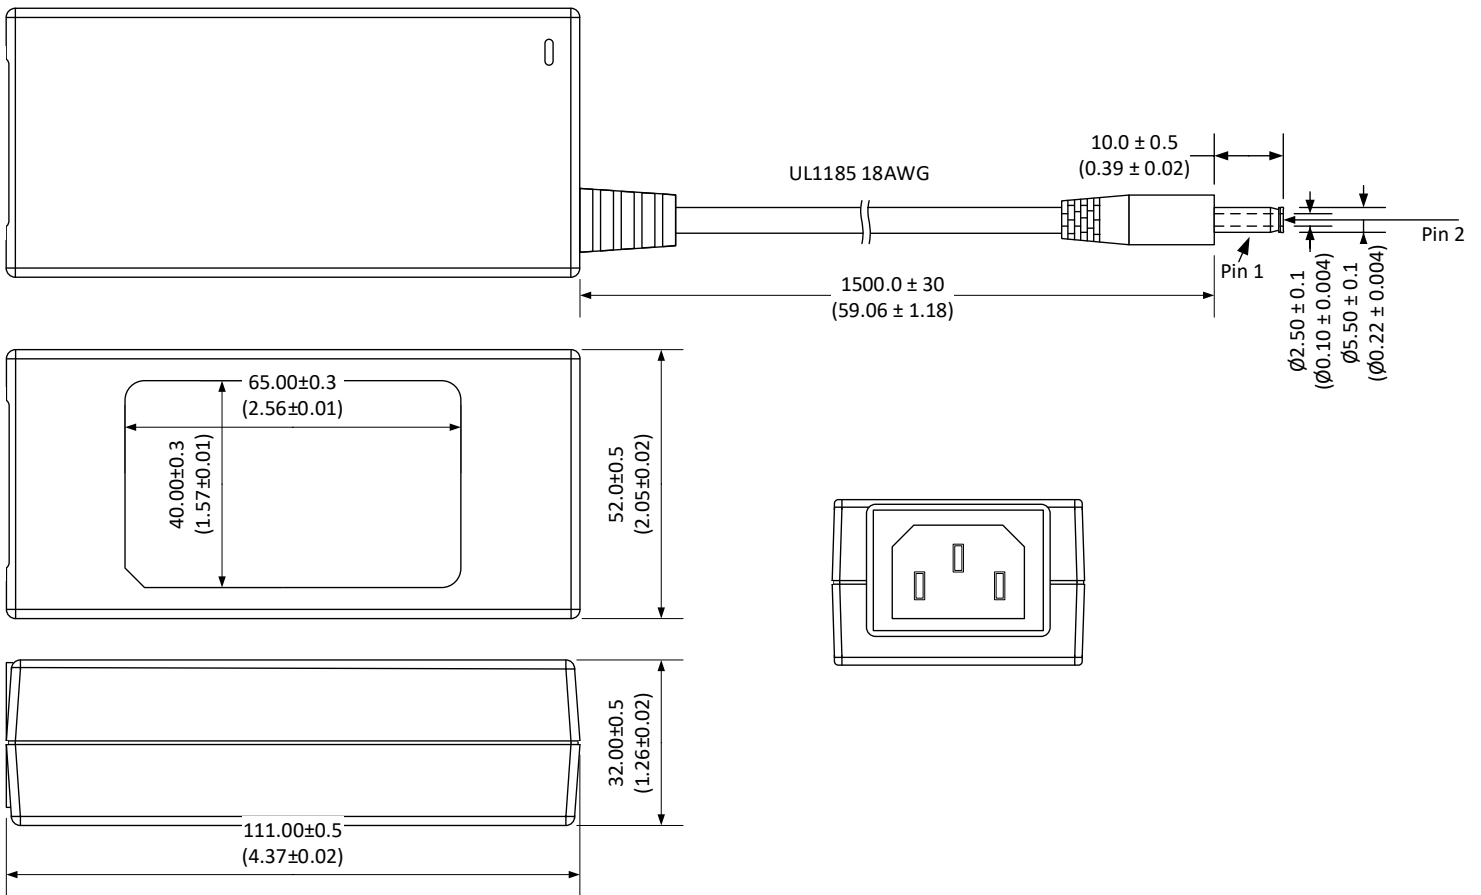 10.0 ± 0.5
(0.39 ± 0.02)
UL1185 18AWG
Pin 2
Pin 1
1500.0 ± 30
(59.06 ± 1.18)
Ø2.50 ± 0.1
(Ø0.10 ± 0.004)
Ø5.50 ± 0.1
(Ø0.22 ± 0.004)
65.00±0.3
(2.56±0.01)
40.00±0.3
(1.57±0.01)
52.0±0.5
(2.05±0.02)
32.00±0.5
(1.26±0.02)
111.00±0.5
(4.37±0.02)